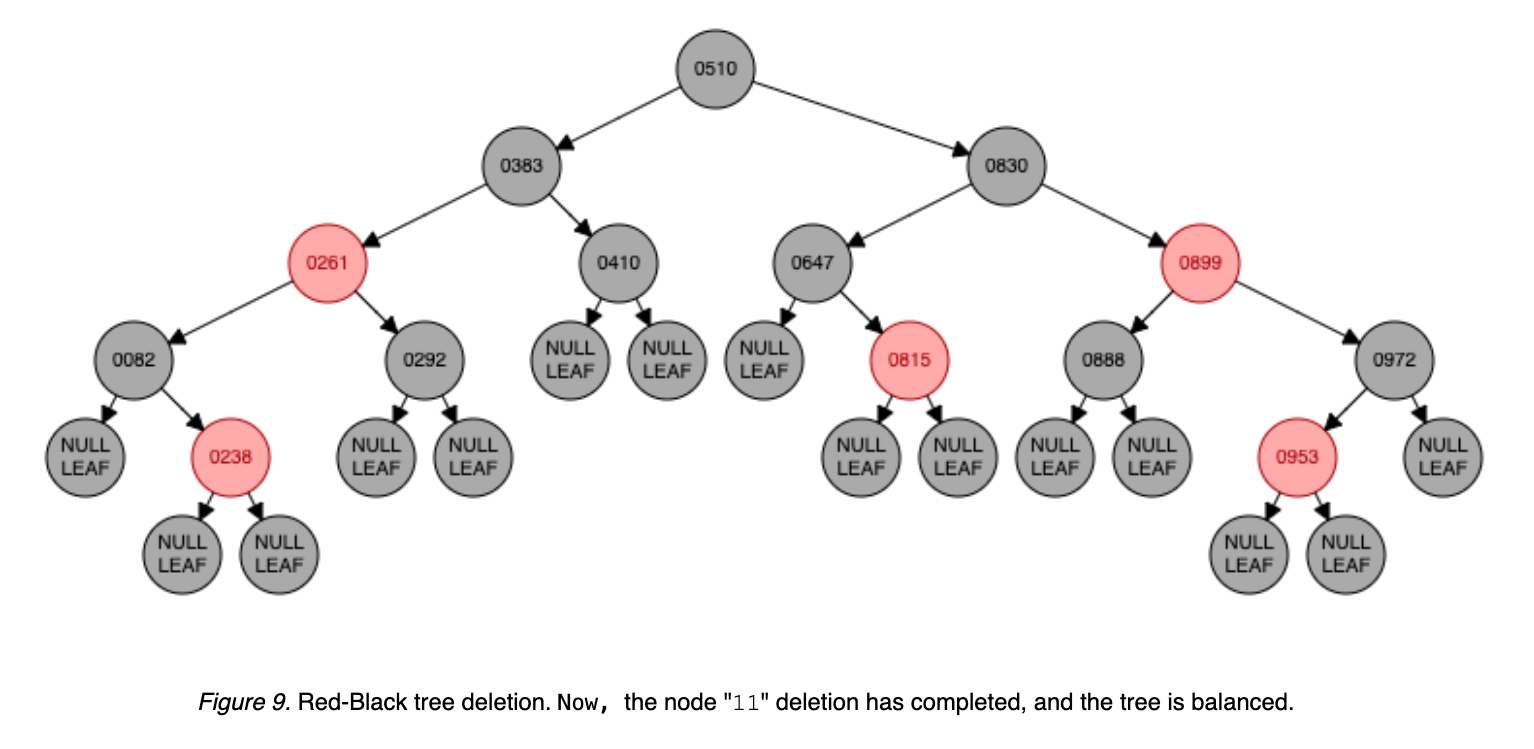 0510
0383
0830
0261
0410
0647
0899
0082
0292
NULL
LEAF
NULL
LEAF
NULL
LEAF
0815
0888
0972
NULL
LEAF
0238
NULL
LEAF
NULL
LEAF
NULL
LEAF
NULL
LEAF
NULL
LEAF
NULL
LEAF
0953
NULL
LEAF
NULL
LEAF
NULL
LEAF
NULL
LEAF
NULL
LEAF
Figure 9. Red-Black tree deletion. Now, the node "11" deletion has completed, and the tree is balanced.